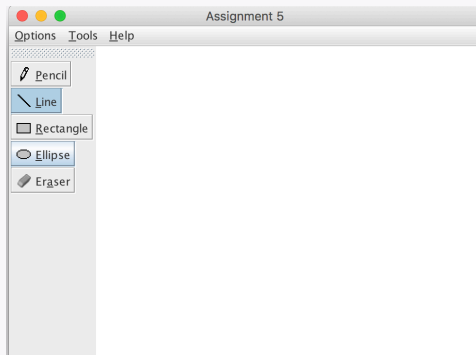 Assignment 5
Options Tools Help
Pencil
Line
Rectangle
Ellipse
Eraser